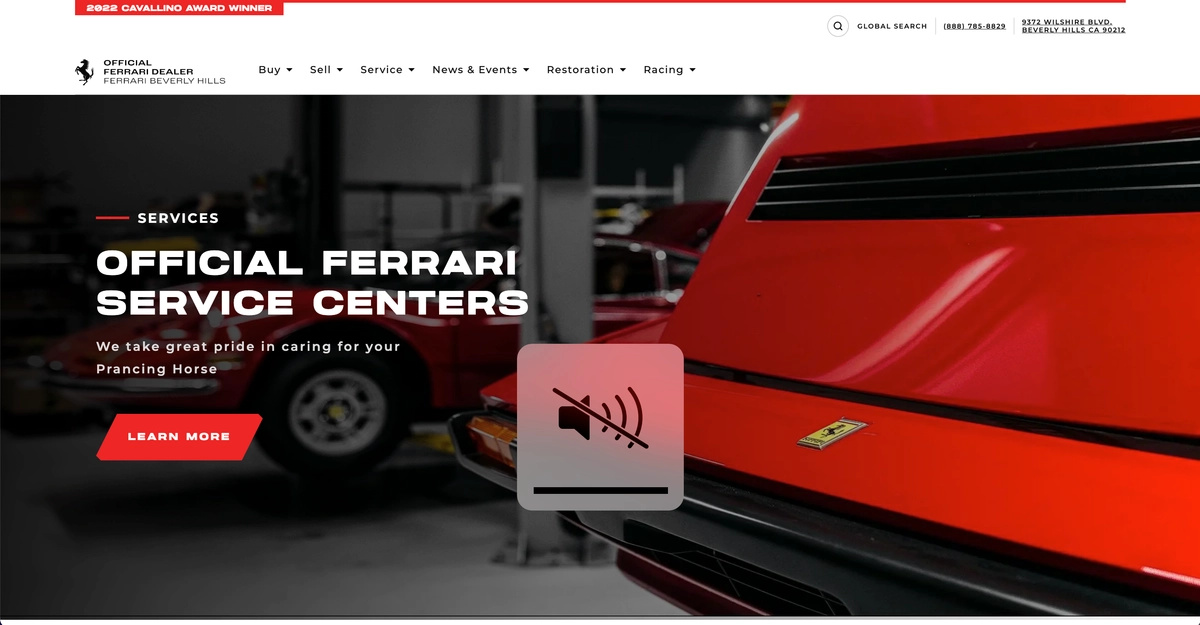 2022 CAVALLINO AWARD WINNER
GLOBAL SEARCH
(888) 785-8829
9372 WILSHIRE BLVD.
BEVERLY HILLS CA 90212
OFFICIAL
FERRARI DEALER
FERRARI BEVERLY HILLS
Buy
Sell
Service
News & Events
Restoration
Racing
SERVICES
OFFICIAL FERRARI
SERVICE CENTERS
We take great pride in caring for your
Prancing Horse
LEARN MORE